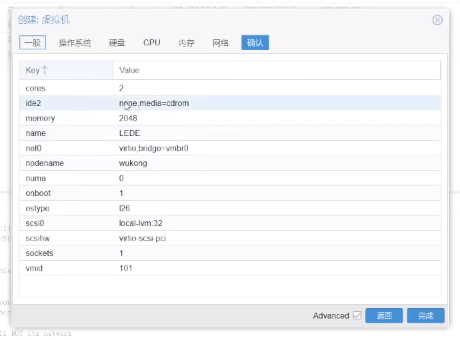 创建: 虚拟机
一般 操作系统 硬盘 CPU 内存 网络 确认
Key Value
cores 2
ide2 none,media=cdrom
memory 2048
name LEDE
net0 virtio,bridge=vmbr0
nodename wukong
numa 0
onboot 1
ostype l26
scsi0 local-lvm:32
scsihw virtio-scsi-pci
sockets 1
vmid 101
Advanced 返回 完成
NOT its network